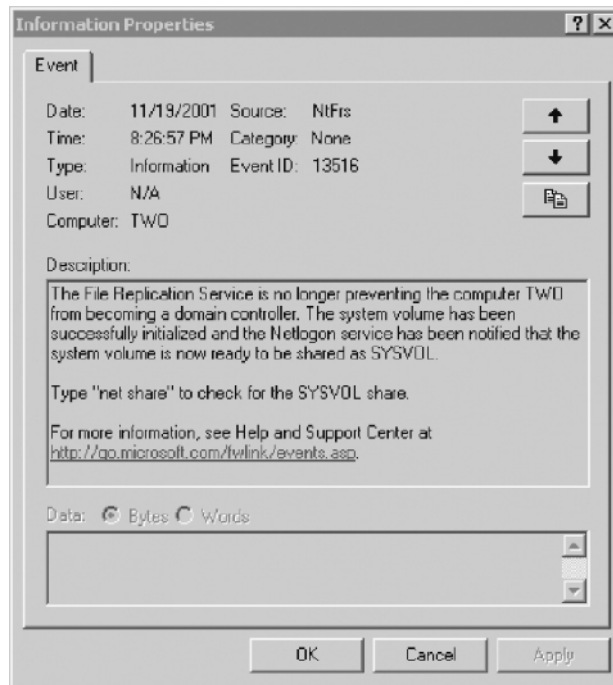 Information Properties
Event
Date: 11/19/2001 Source: NtFrs
Time: 8:26:57 PM Category: None
Type: Information Event ID: 13516
User: N/A
Computer: TWO
Description:
The File Replication Service is no longer preventing the computer TWO
from becoming a domain controller. The system volume has been
successfully initialized and the Netlogon service has been notified that the
system volume is now ready to be shared as SYSVOL.
Type "net share" to check for the SYSVOL share.
For more information, see Help and Support Center at
http://go.microsoft.com/fwlink/events.asp.
Data: Bytes Words
OK Cancel Apply